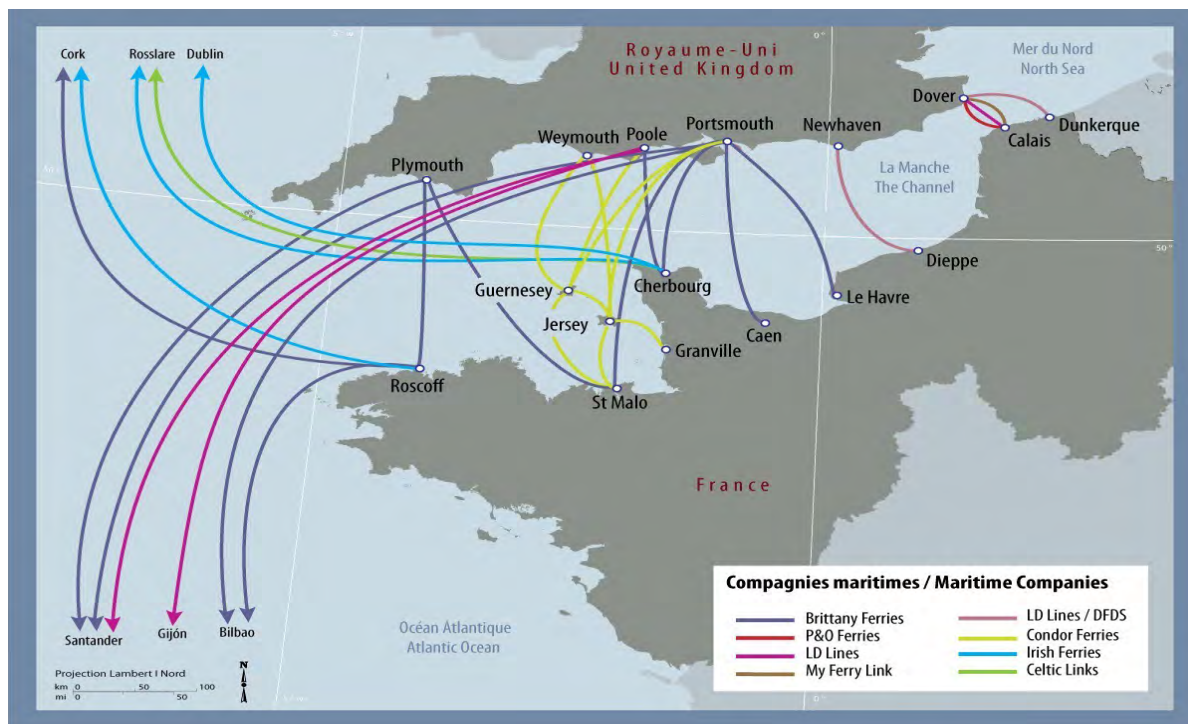 Cork
Rosslare
Dublin
Royaume-Uni
United Kingdom
0°
Mer du Nord
North Sea
Dover
Dunkerque
Calais
Weymouth
Poole
Portsmouth
Newhaven
Plymouth
La Manche
The Channel
50°
Dieppe
Guernesey
Cherbourg
Le Havre
Jersey
Caen
Granville
Roscoff
St Malo
France
Santander
Gijón
Bilbao
Océan Atlantique
Atlantic Ocean
Projection Lambert I Nord
km 0 50 100
mi 0 50
N
Compagnies maritimes / Maritime Companies
Brittany Ferries
P&O Ferries
LD Lines
My Ferry Link
LD Lines / DFDS
Condor Ferries
Irish Ferries
Celtic Links